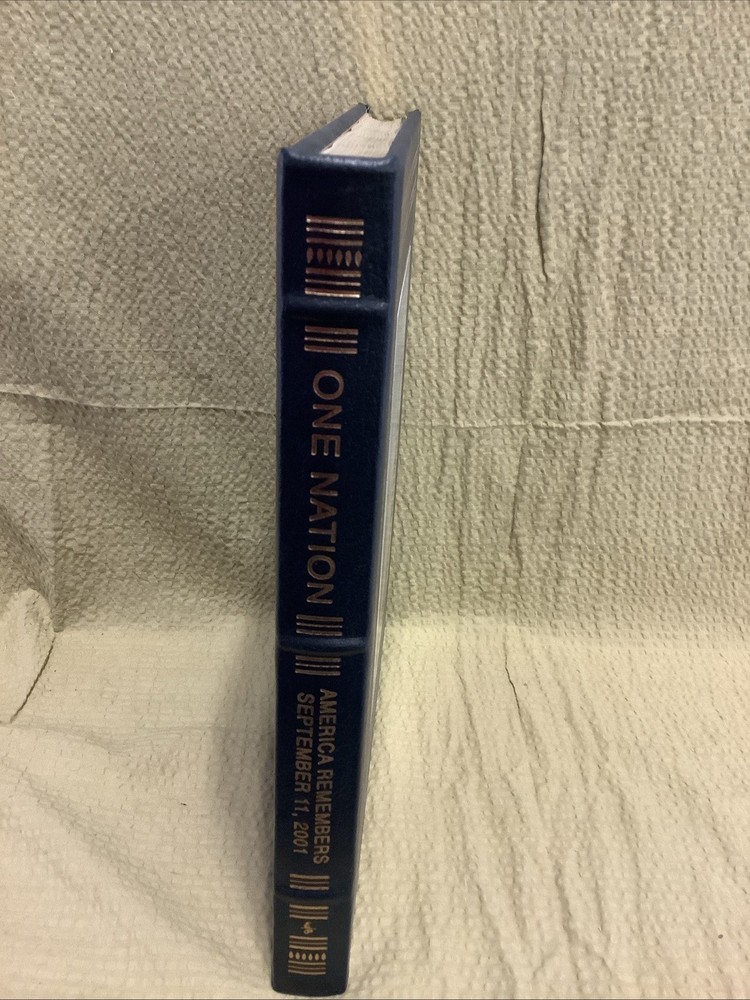 ONE NATION
AMERICA REMEMBERS
SEPTEMBER 11, 2001